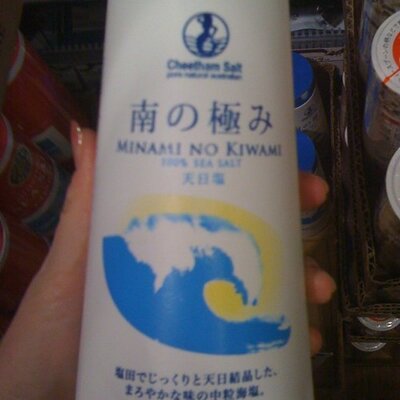 Cheetham Salt
pure natural australian
南の極み
MINAMI NO KIWAMI
100% SEA SALT
天日塩
塩田でじっくりと天日結晶した、
まろやかな味の中粒海塩。